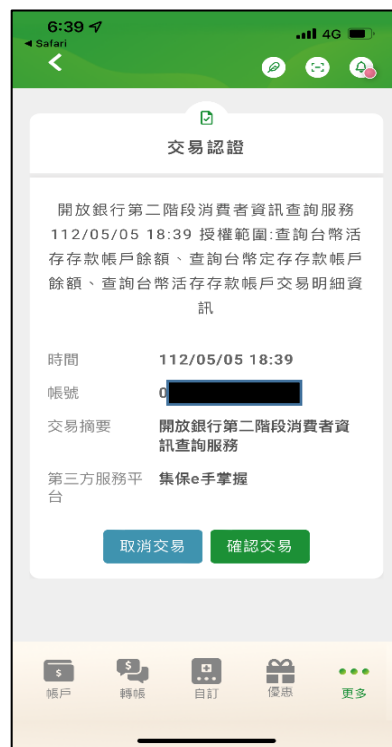 6:39
4G
Safari
交易認證
開放銀行第二階段消費者資訊查詢服務
112/05/05 18:39 授權範圍:查詢台幣活
存存款帳戶餘額、查詢台幣定存存款帳戶
餘額、查詢台幣活存存款帳戶交易明細資
訊
時間 112/05/05 18:39
帳號 0
交易摘要 開放銀行第二階段消費者資
訊查詢服務
第三方服務平 集保e手掌握
台
取消交易 確認交易
帳戶 轉帳 自訂 優惠 更多